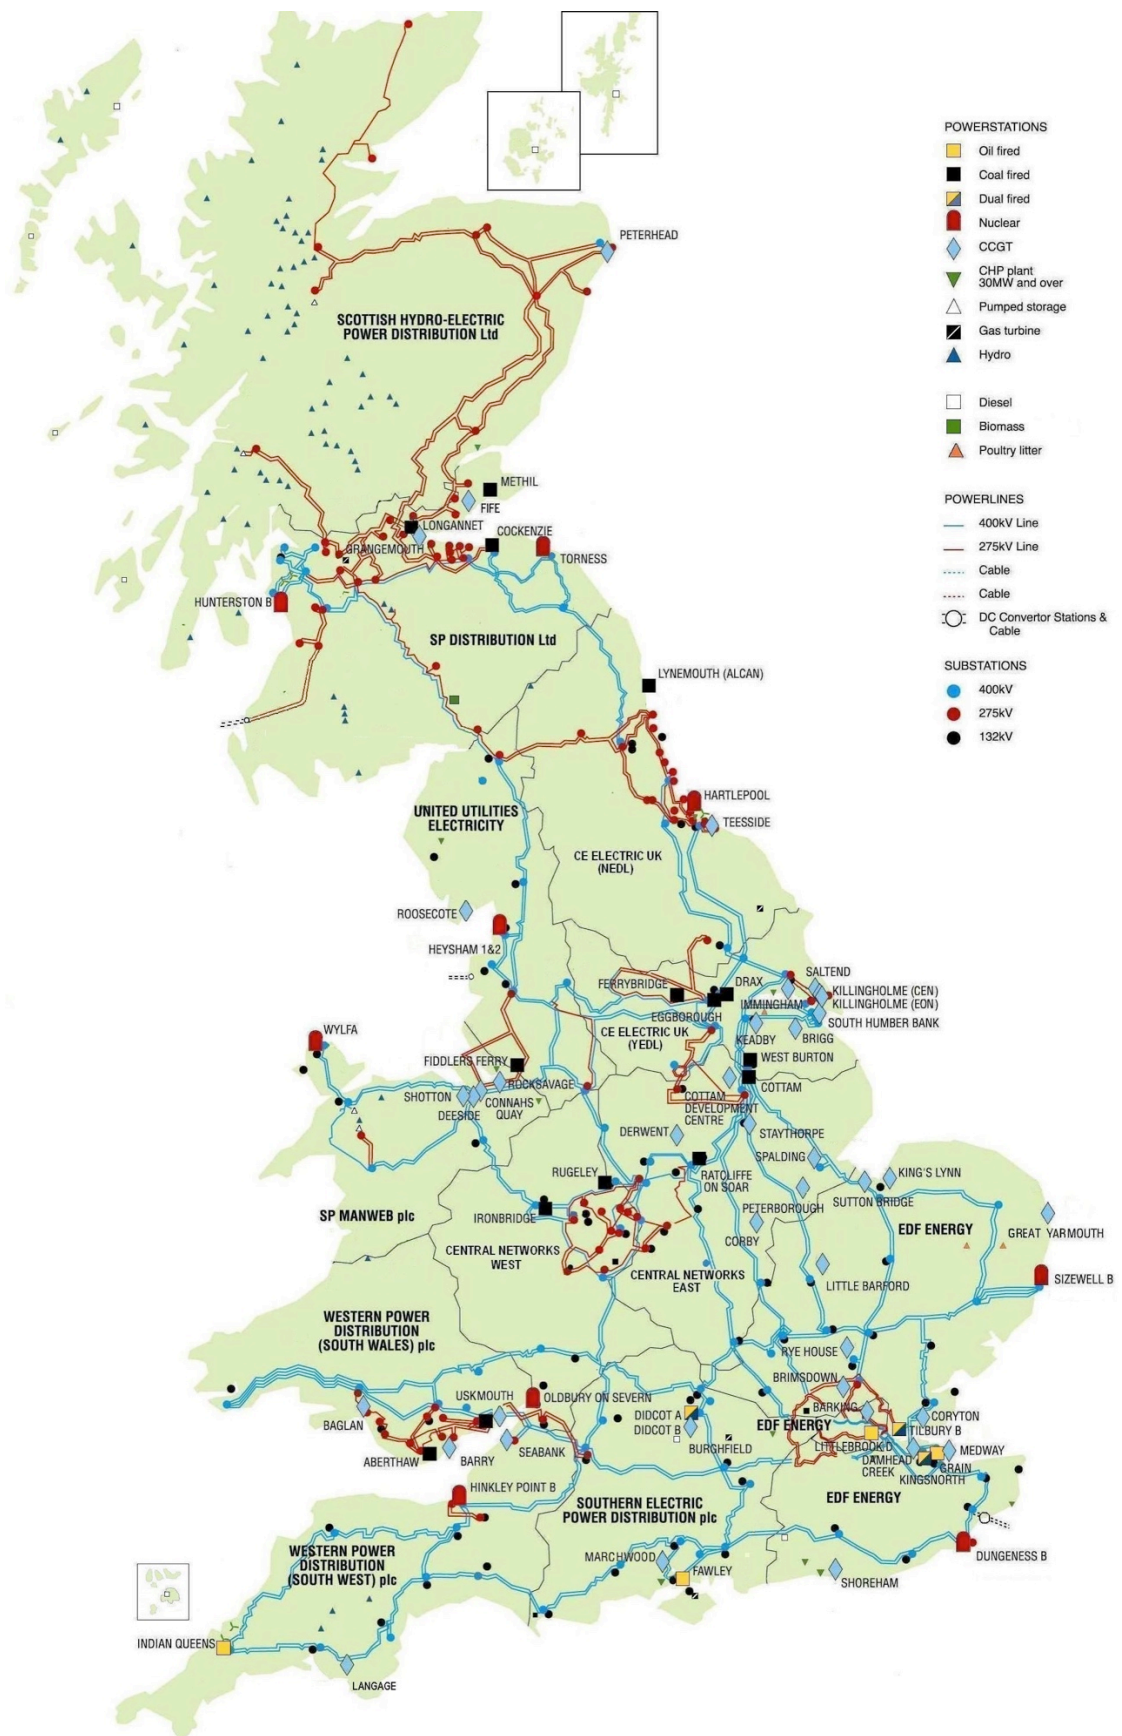 PETERHEAD
SCOTTISH HYDRO-ELECTRIC
POWER DISTRIBUTION Ltd
METHIL
FIFE
LONGANNET
COCKENZIE
GRANGEMOUTH
TORNESS
HUNTERSTON B
SP DISTRIBUTION Ltd
LYNEMOUTH (ALCAN)
HARTLEPOOL
TEESSIDE
UNITED UTILITIES
ELECTRICITY
CE ELECTRIC UK
(NEDL)
ROOSECOTE
HEYSHAM 1&2
FERRYBRIDGE
DRAX
SALTEND
KILLINGHOLME (CEN)
KILLINGHOLME (EON)
IMMINGHAM
EGGBOROUGH
SOUTH HUMBER BANK
CE ELECTRIC UK
(YEDL)
KEADBY
BRIGG
WYLFA
FIDDLERS FERRY
WEST BURTON
ROCKSAVAGE
COTTAM
SHOTTON
DEESIDE
CONNAHS
QUAY
COTTAM
DEVELOPMENT
CENTRE
DERWENT
STAYTHORPE
SPALDING
RUGELEY
RATCLIFFE
ON SOAR
KING'S LYNN
SUTTON BRIDGE
PETERBOROUGH
SP MANWEB plc
IRONBRIDGE
CORBY
EDF ENERGY
GREAT YARMOUTH
CENTRAL NETWORKS
WEST
CENTRAL NETWORKS
EAST
LITTLE BARFORD
SIZEWELL B
WESTERN POWER
DISTRIBUTION
(SOUTH WALES) plc
RYE HOUSE
BRIMSDOWN
USKMOUTH
OLDBURY ON SEVERN
BAGLAN
DIDCOT A
DIDCOT B
BARKING
CORYTON
EDF ENERGY
TILBURY B
ABERTHAW
BARRY
SEABANK
BURGHFIELD
LITTLEBROOK D
DAMHEAD
CREEK
MEDWAY
GRAIN
KINGSNORTH
HINKLEY POINT B
SOUTHERN ELECTRIC
POWER DISTRIBUTION plc
EDF ENERGY
WESTERN POWER
DISTRIBUTION
(SOUTH WEST) plc
MARCHWOOD
FAWLEY
DUNGENESS B
SHOREHAM
INDIAN QUEENS
LANGAGE
POWERSTATIONS
Oil fired
Coal fired
Dual fired
Nuclear
CCGT
CHP plant
30MW and over
Pumped storage
Gas turbine
Hydro
Diesel
Biomass
Poultry litter
POWERLINES
400kV Line
275kV Line
Cable
Cable
DC Convertor Stations &
Cable
SUBSTATIONS
400kV
275kV
132kV